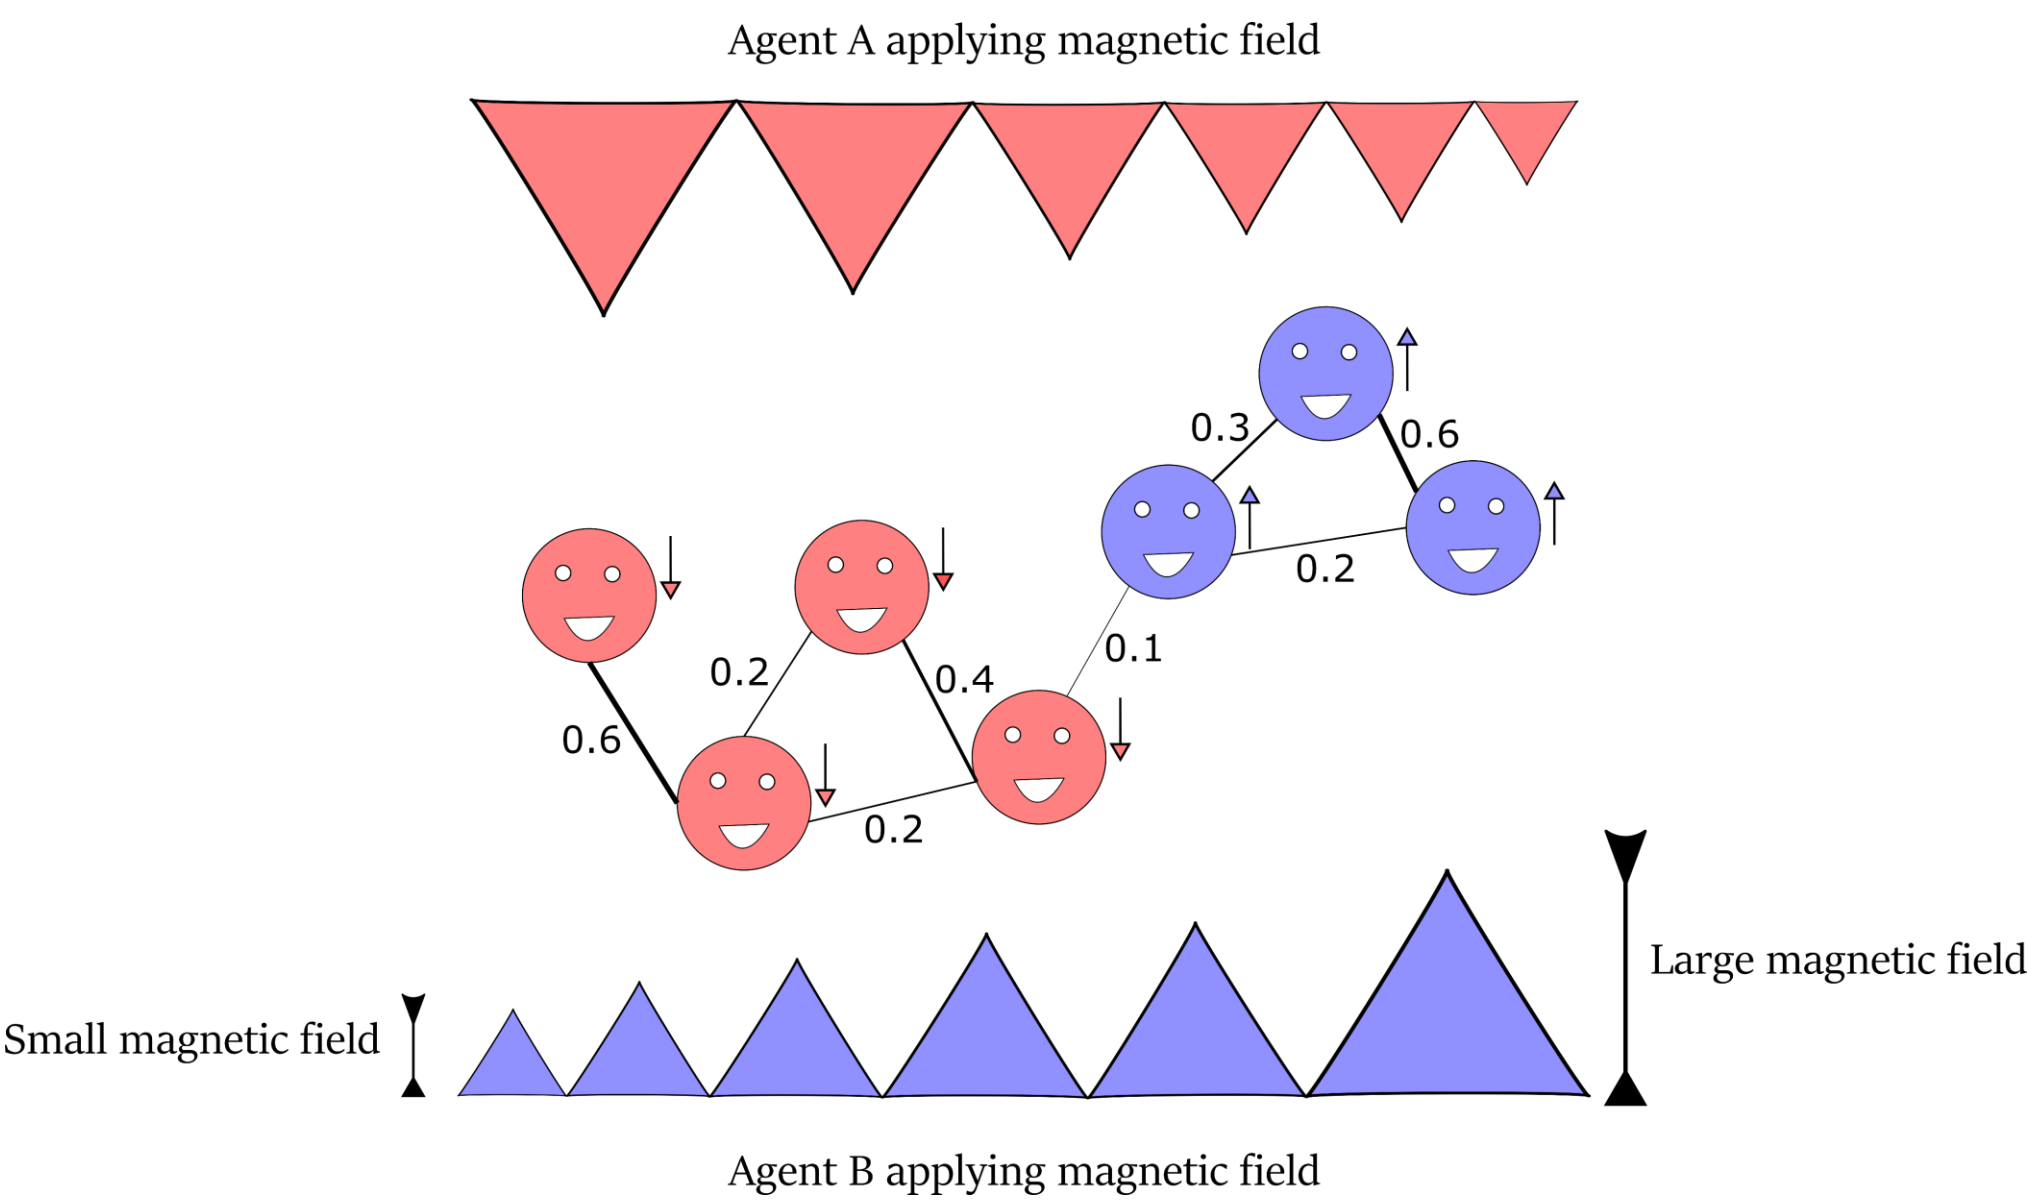 Agent A applying magnetic field
0.3
0.6
0.2
0.1
0.2
0.4
0.6
0.2
Large magnetic field
Small magnetic field
Agent B applying magnetic field